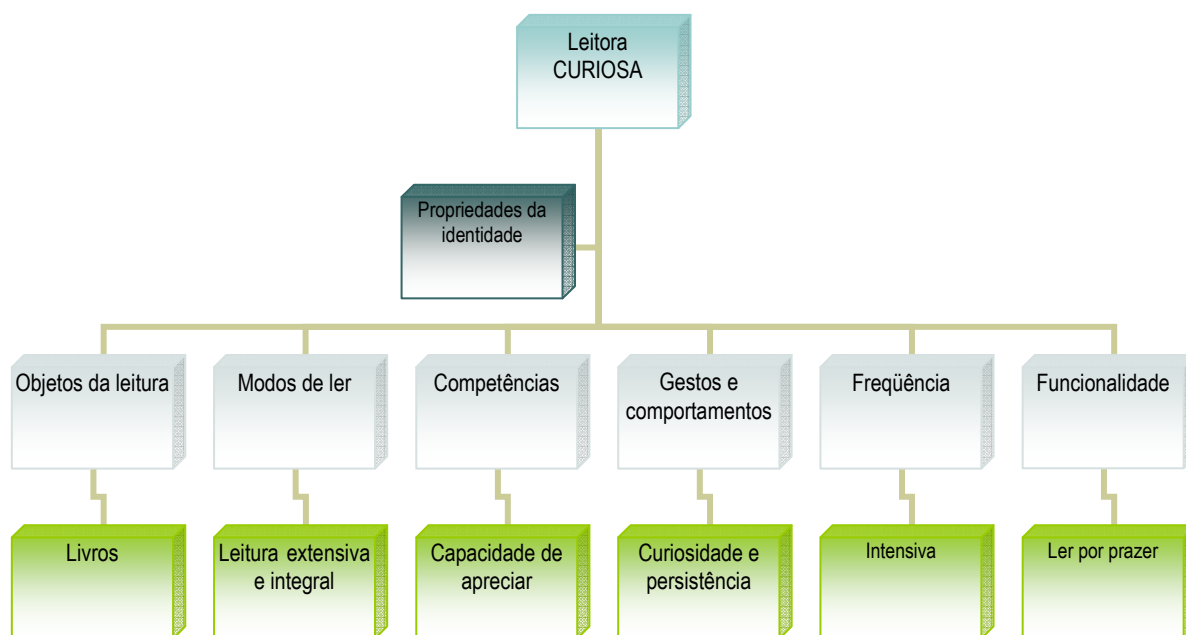 Leitora
CURIOSA
Propriedades da
identidade
Objetos da leitura
Modos de ler
Competências
Gestos e
comportamentos
Freqüência
Funcionalidade
Livros
Leitura extensiva
e integral
Capacidade de
apreciar
Curiosidade e
persistência
Intensiva
Ler por prazer